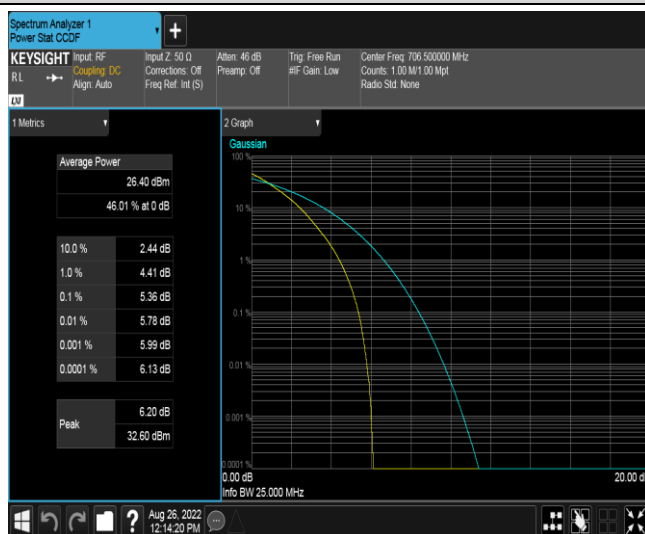 Spectrum Analyzer 1
Power Stat CCDF
+
KEYSIGHT
Input: RF
Coupling: DC
Align: Auto
Input Z: 50 Ω
Corrections: Off
Freq Ref: Int (S)
Atten: 46 dB
Preamp: Off
Trig: Free Run
#IF Gain: Low
Center Freq: 706.500000 MHz
Counts: 1.00 M/1.00 Mpt
Radio Std: None
R L
LXI
1 Metrics
2 Graph
Average Power
26.40 dBm
46.01 % at 0 dB
10.0 % 2.44 dB
1.0 % 4.41 dB
0.1 % 5.36 dB
0.01 % 5.78 dB
0.001 % 5.99 dB
0.0001 % 6.13 dB
Peak
6.20 dB
32.60 dBm
Gaussian
100 %
10 %
1 %
0.1 %
0.01 %
0.001 %
0.0001 %
0.00 dB
20.00 d
Info BW 25.000 MHz
?
Aug 26, 2022
12:14:20 PM